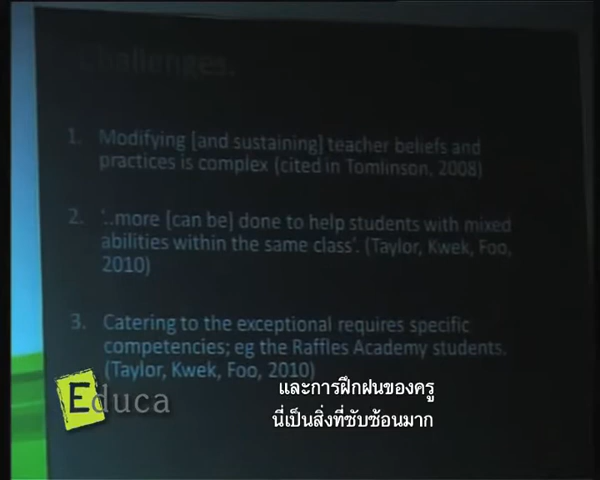 Challenges.
1. Modifying [and sustaining] teacher beliefs and
practices is complex (cited in Tomlinson, 2008)
2. '..more [can be] done to help students with mixed
abilities within the same class'. (Taylor, Kwek, Foo,
2010)
3. Catering to the exceptional requires specific
competencies; eg the Raffles Academy students.
(Taylor, Kwek, Foo, 2010)
Educa
และการฝึกฝนของครู
นี่เป็นสิ่งที่ซับซ้อนมาก